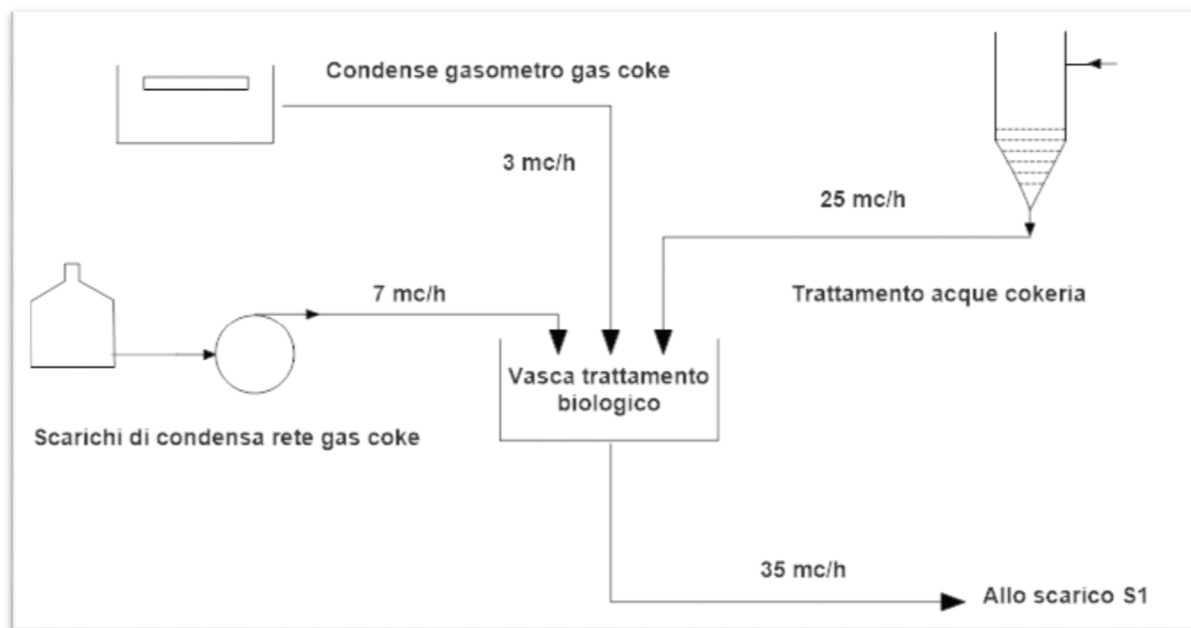 Condense gasometro gas coke
3 mc/h
25 mc/h
7 mc/h
Trattamento acque cokeria
Vasca trattamento
biologico
Scarichi di condensa rete gas coke
35 mc/h
Allo scarico S1